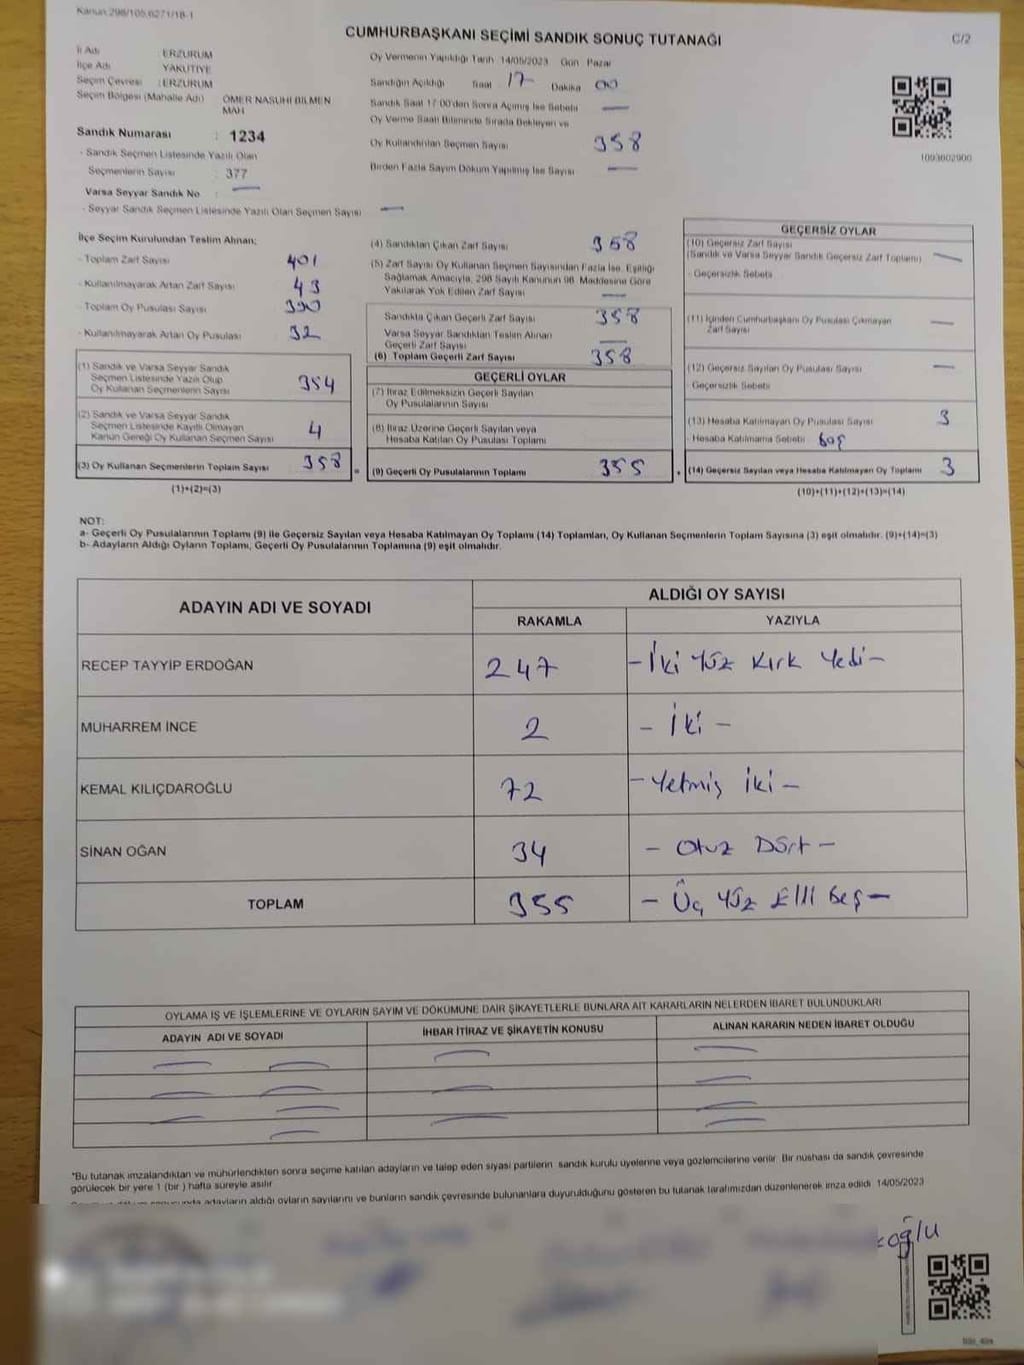 Kanun:298/105,6271/18-1
CUMHURBAŞKANI SEÇİMİ SANDIK SONUÇ TUTANAĞI
C/2
İl Adı : ERZURUM
İlçe Adı YAKUTİYE
Seçim Çevresi : ERZURUM
Seçim Bölgesi (Mahalle Adı) ÖMER NASUHİ BİLMEN
MAH
Sandık Numarası : 1234
- Sandık Seçmen Listesinde Yazılı Olan
Seçmenlerin Sayısı : 377
Varsa Seyyar Sandık No : —
- Seyyar Sandık Seçmen Listesinde Yazılı Olan Seçmen Sayısı —
Oy Vermenin Yapıldığı Tarih 14/05/2023 Gün Pazar
Sandığın Açıldığı Saat 17 Dakika 00
Sandık Saat 17:00'den Sonra Açılmış İse Sebebi —
Oy Verme Saati Bitiminde Sırada Bekleyen ve
Oy Kullandırılan Seçmen Sayısı 358
Birden Fazla Sayım Döküm Yapılmış İse Sayısı —
1003602900
İlçe Seçim Kurulundan Teslim Alınan;
- Toplam Zarf Sayısı 401
- Kullanılmayarak Artan Zarf Sayısı 43
- Toplam Oy Pusulası Sayısı 390
- Kullanılmayarak Artan Oy Pusulası 32
(1) Sandık ve Varsa Seyyar Sandık
Seçmen Listesinde Yazılı Olup
Oy Kullanan Seçmenlerin Sayısı 354
(2) Sandık ve Varsa Seyyar Sandık
Seçmen Listesinde Kayıtlı Olmayan
Kanun Gereği Oy Kullanan Seçmen Sayısı 4
(3) Oy Kullanan Seçmenlerin Toplam Sayısı 358
(1)+(2)=(3)
(4) Sandıktan Çıkan Zarf Sayısı 358
(5) Zarf Sayısı Oy Kullanan Seçmen Sayısından Fazla İse, Eşitliği
Sağlamak Amacıyla, 298 Sayılı Kanunun 98. Maddesine Göre
Yakılarak Yok Edilen Zarf Sayısı —
Sandıkta Çıkan Geçerli Zarf Sayısı 358
Varsa Seyyar Sandıktan Teslim Alınan
Geçerli Zarf Sayısı —
(6) Toplam Geçerli Zarf Sayısı 358
GEÇERLİ OYLAR
(7) İtiraz Edilmeksizin Geçerli Sayılan
Oy Pusulalarının Sayısı
(8) İtiraz Üzerine Geçerli Sayılan veya
Hesaba Katılan Oy Pusulası Toplamı
= (9) Geçerli Oy Pusulalarının Toplamı 355
GEÇERSİZ OYLAR
(10) Geçersiz Zarf Sayısı
(Sandık ve Varsa Seyyar Sandık Geçersiz Zarf Toplamı) —
- Geçersizlik Sebebi
(11) İçinden Cumhurbaşkanı Oy Pusulası Çıkmayan
Zarf Sayısı —
(12) Geçersiz Sayılan Oy Pusulası Sayısı —
- Geçersizlik Sebebi
(13) Hesaba Katılmayan Oy Pusulası Sayısı 3
- Hesaba Katılmama Sebebi boş
+ (14) Geçersiz Sayılan veya Hesaba Katılmayan Oy Toplamı 3
(10)+(11)+(12)+(13)=(14)
NOT:
a- Geçerli Oy Pusulalarının Toplamı (9) ile Geçersiz Sayılan veya Hesaba Katılmayan Oy Toplamı (14) Toplamları, Oy Kullanan Seçmenlerin Toplam Sayısına (3) eşit olmalıdır. (9)+(14)=(3)
b- Adayların Aldığı Oyların Toplamı, Geçerli Oy Pusulalarının Toplamına (9) eşit olmalıdır.
ADAYIN ADI VE SOYADI
ALDIĞI OY SAYISI
RAKAMLA YAZIYLA
RECEP TAYYİP ERDOĞAN 247 -İki Yüz Kırk Yedi-
MUHARREM İNCE 2 - İki -
KEMAL KILIÇDAROĞLU 72 -Yetmiş İki -
SİNAN OĞAN 34 - Otuz Dört -
TOPLAM 355 - Üç Yüz Elli Beş -
OYLAMA İŞ VE İŞLEMLERİNE VE OYLARIN SAYIM VE DÖKÜMÜNE DAİR ŞİKAYETLERLE BUNLARA AİT KARARLARIN NELERDEN İBARET BULUNDUKLARI
ADAYIN ADI VE SOYADI İHBAR İTİRAZ VE ŞİKAYETİN KONUSU ALINAN KARARIN NEDEN İBARET OLDUĞU
*Bu tutanak imzalandıktan ve mühürlendikten sonra seçime katılan adayların ve talep eden siyasi partilerin sandık kurulu üyelerine veya gözlemcilerine verilir. Bir nüshası da sandık çevresinde
görülecek bir yere 1 (bir ) hafta süreyle asılır.
adayların aldığı oyların sayılarını ve bunların sandık çevresinde bulunanlara duyurulduğunu gösteren bu tutanak tarafımızdan düzenlenerek imza edildi 14/05/2023
oğlu